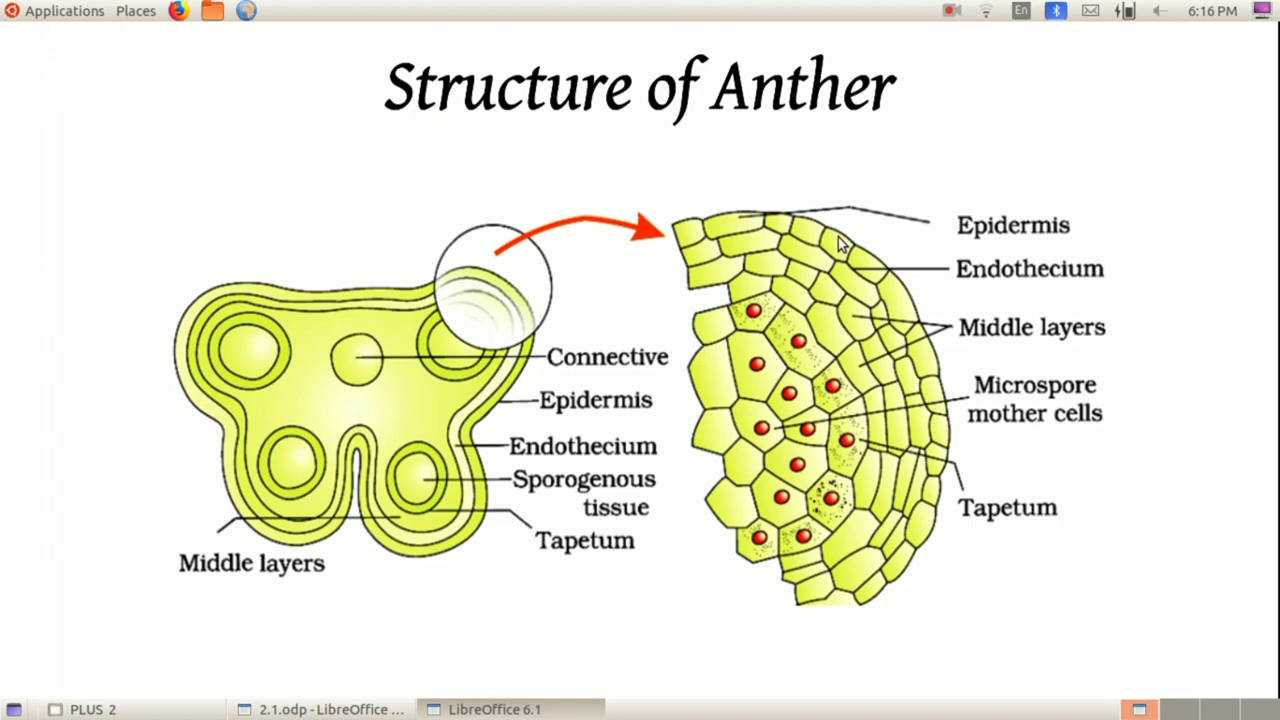 Applications Places
En
6:16 PM
Structure of Anther
Epidermis
Endothecium
Middle layers
Microspore
mother cells
Tapetum
Connective
Epidermis
Endothecium
Sporogenous
tissue
Tapetum
Middle layers
PLUS 2
2.1.odp - LibreOffice ...
LibreOffice 6.1